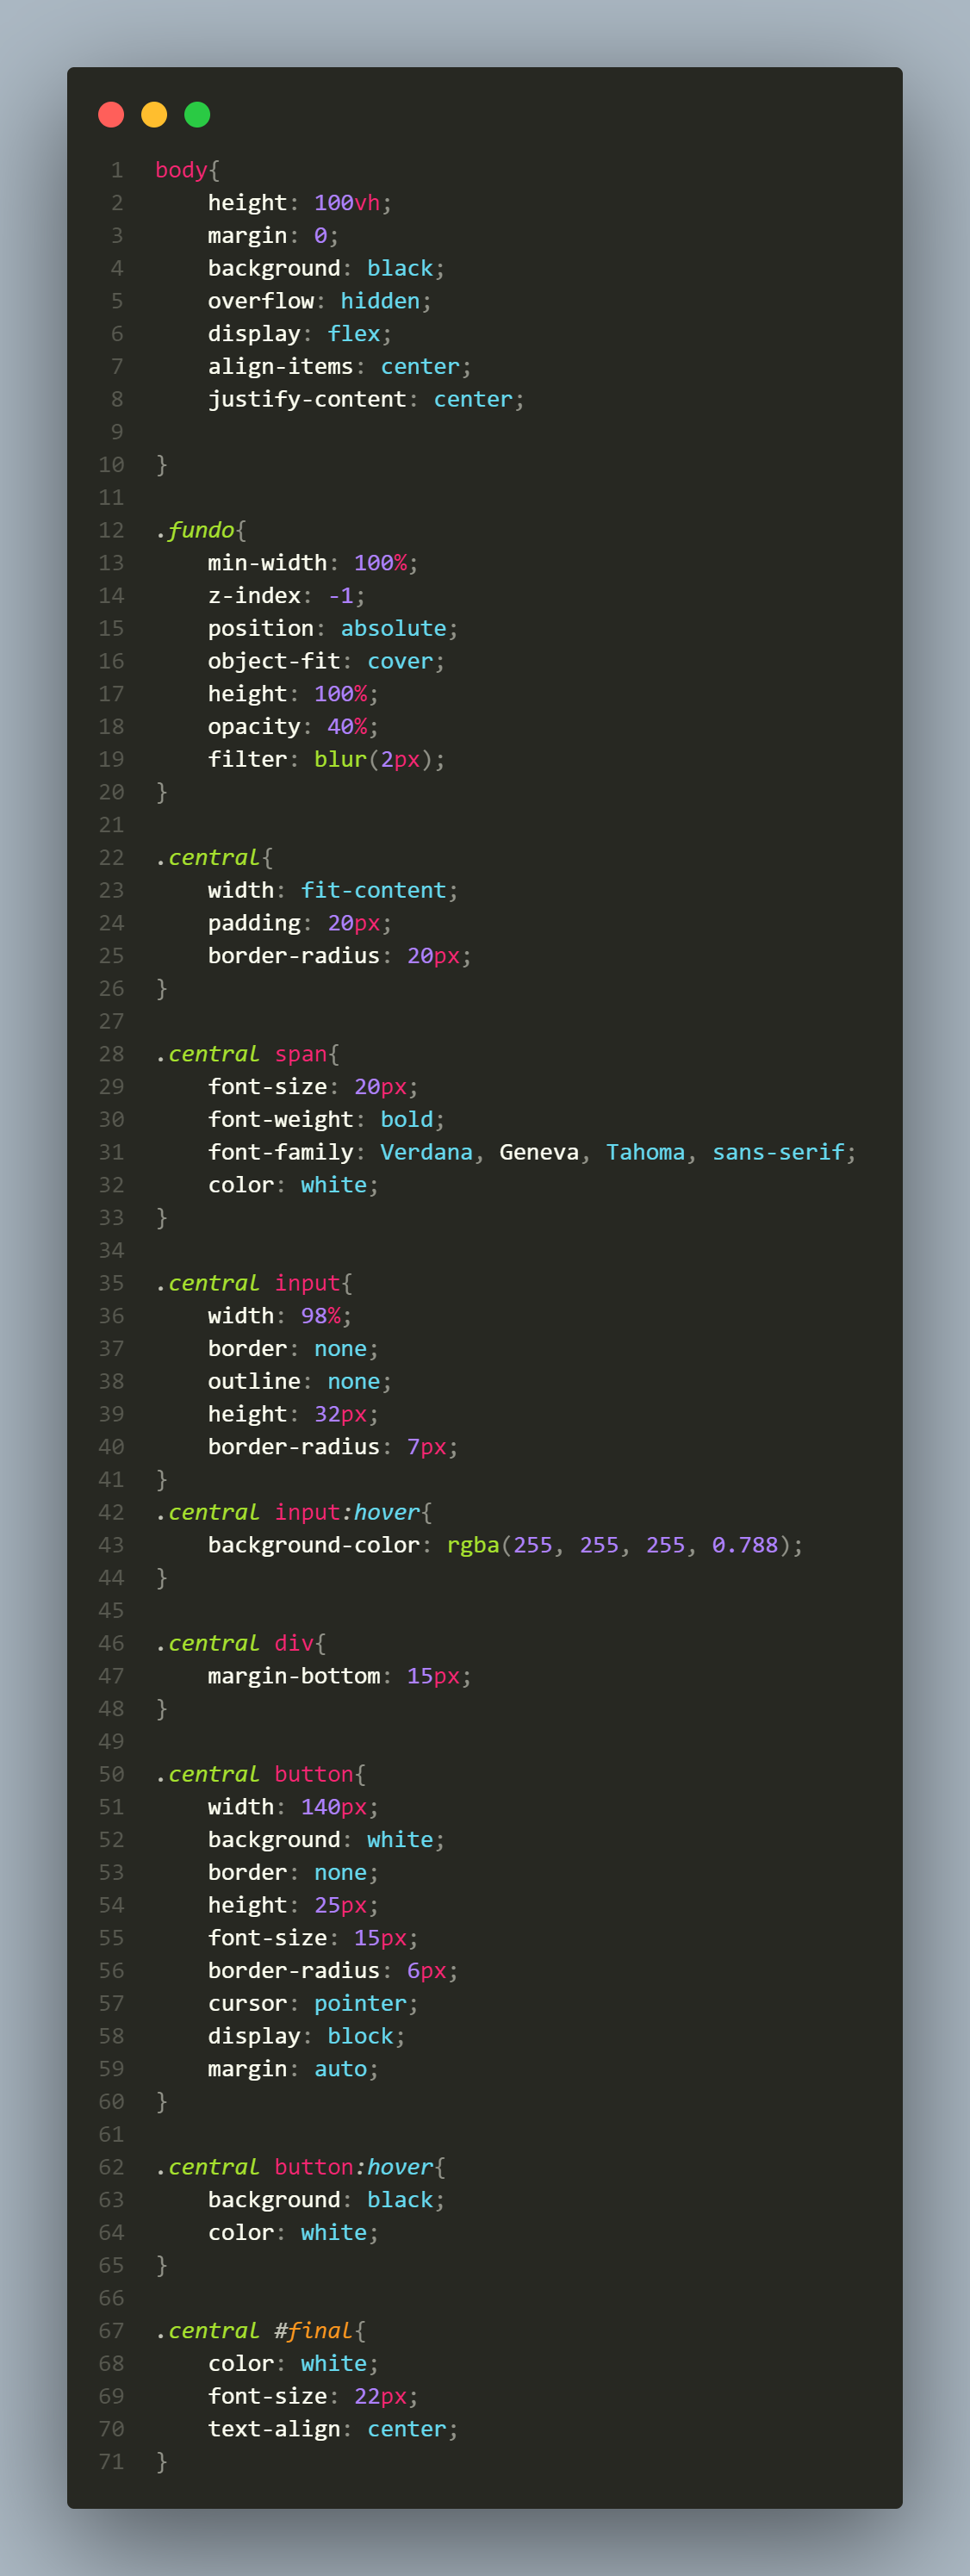 1 body{
2     height: 100vh;
3     margin: 0;
4     background: black;
5     overflow: hidden;
6     display: flex;
7     align-items: center;
8     justify-content: center;
9
10 }
11
12 .fundo{
13     min-width: 100%;
14     z-index: -1;
15     position: absolute;
16     object-fit: cover;
17     height: 100%;
18     opacity: 40%;
19     filter: blur(2px);
20 }
21
22 .central{
23     width: fit-content;
24     padding: 20px;
25     border-radius: 20px;
26 }
27
28 .central span{
29     font-size: 20px;
30     font-weight: bold;
31     font-family: Verdana, Geneva, Tahoma, sans-serif;
32     color: white;
33 }
34
35 .central input{
36     width: 98%;
37     border: none;
38     outline: none;
39     height: 32px;
40     border-radius: 7px;
41 }
42 .central input:hover{
43     background-color: rgba(255, 255, 255, 0.788);
44 }
45
46 .central div{
47     margin-bottom: 15px;
48 }
49
50 .central button{
51     width: 140px;
52     background: white;
53     border: none;
54     height: 25px;
55     font-size: 15px;
56     border-radius: 6px;
57     cursor: pointer;
58     display: block;
59     margin: auto;
60 }
61
62 .central button:hover{
63     background: black;
64     color: white;
65 }
66
67 .central #final{
68     color: white;
69     font-size: 22px;
70     text-align: center;
71 }